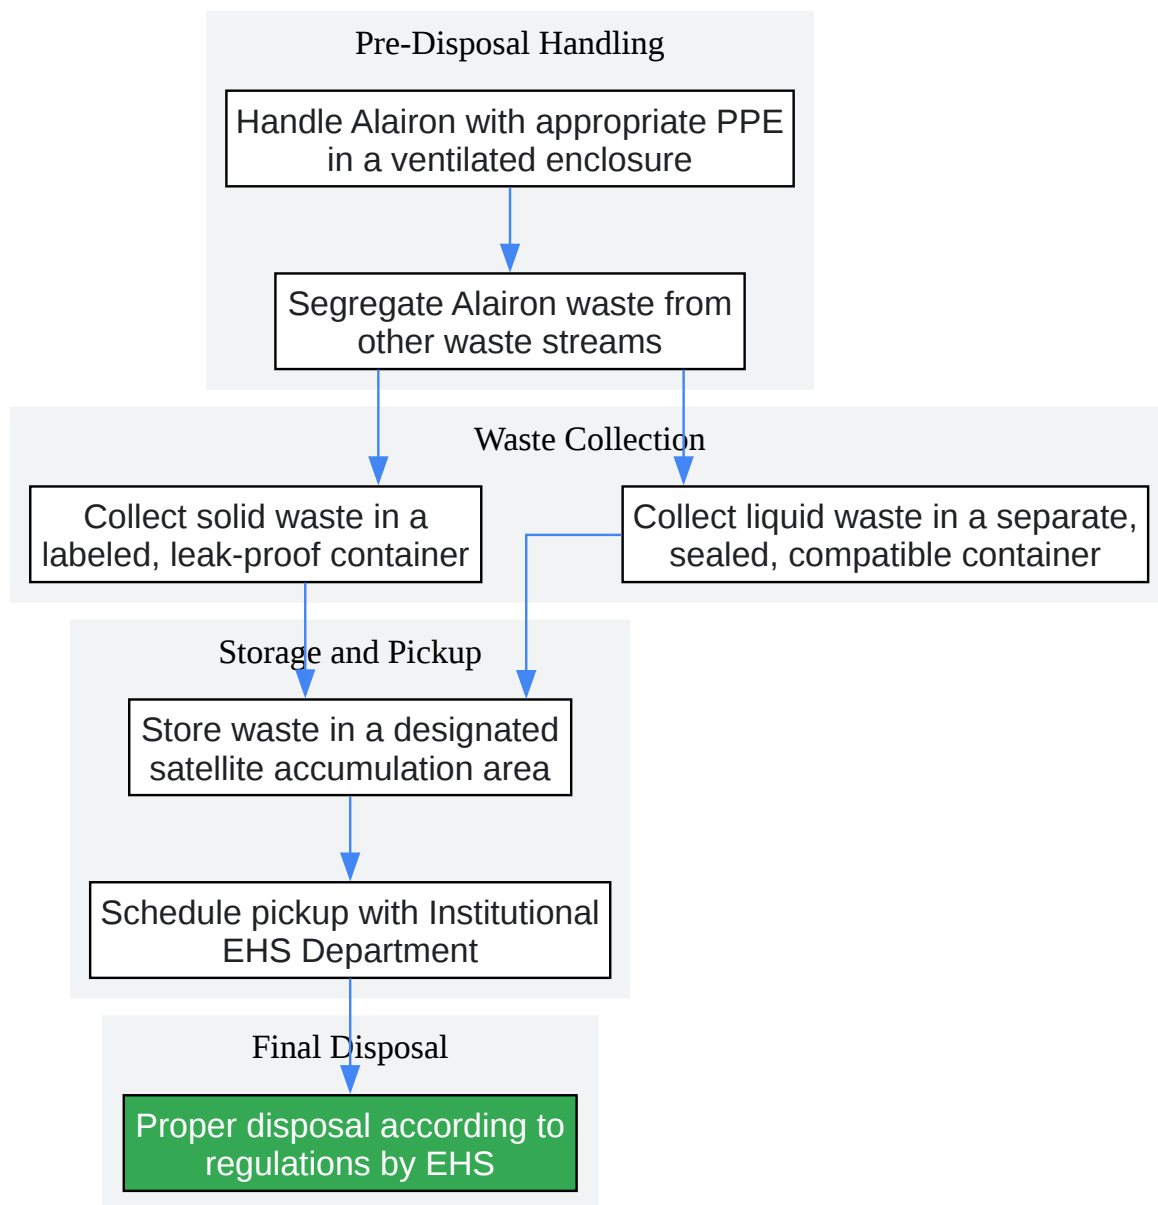 Pre-Disposal Handling
Handle Alairon with appropriate PPE
in a ventilated enclosure
Segregate Alairon waste from
other waste streams
Waste Collection
Collect solid waste in a
labeled, leak-proof container
Collect liquid waste in a separate,
sealed, compatible container
Storage and Pickup
Store waste in a designated
satellite accumulation area
Schedule pickup with Institutional
EHS Department
Final Disposal
Proper disposal according to
regulations by EHS